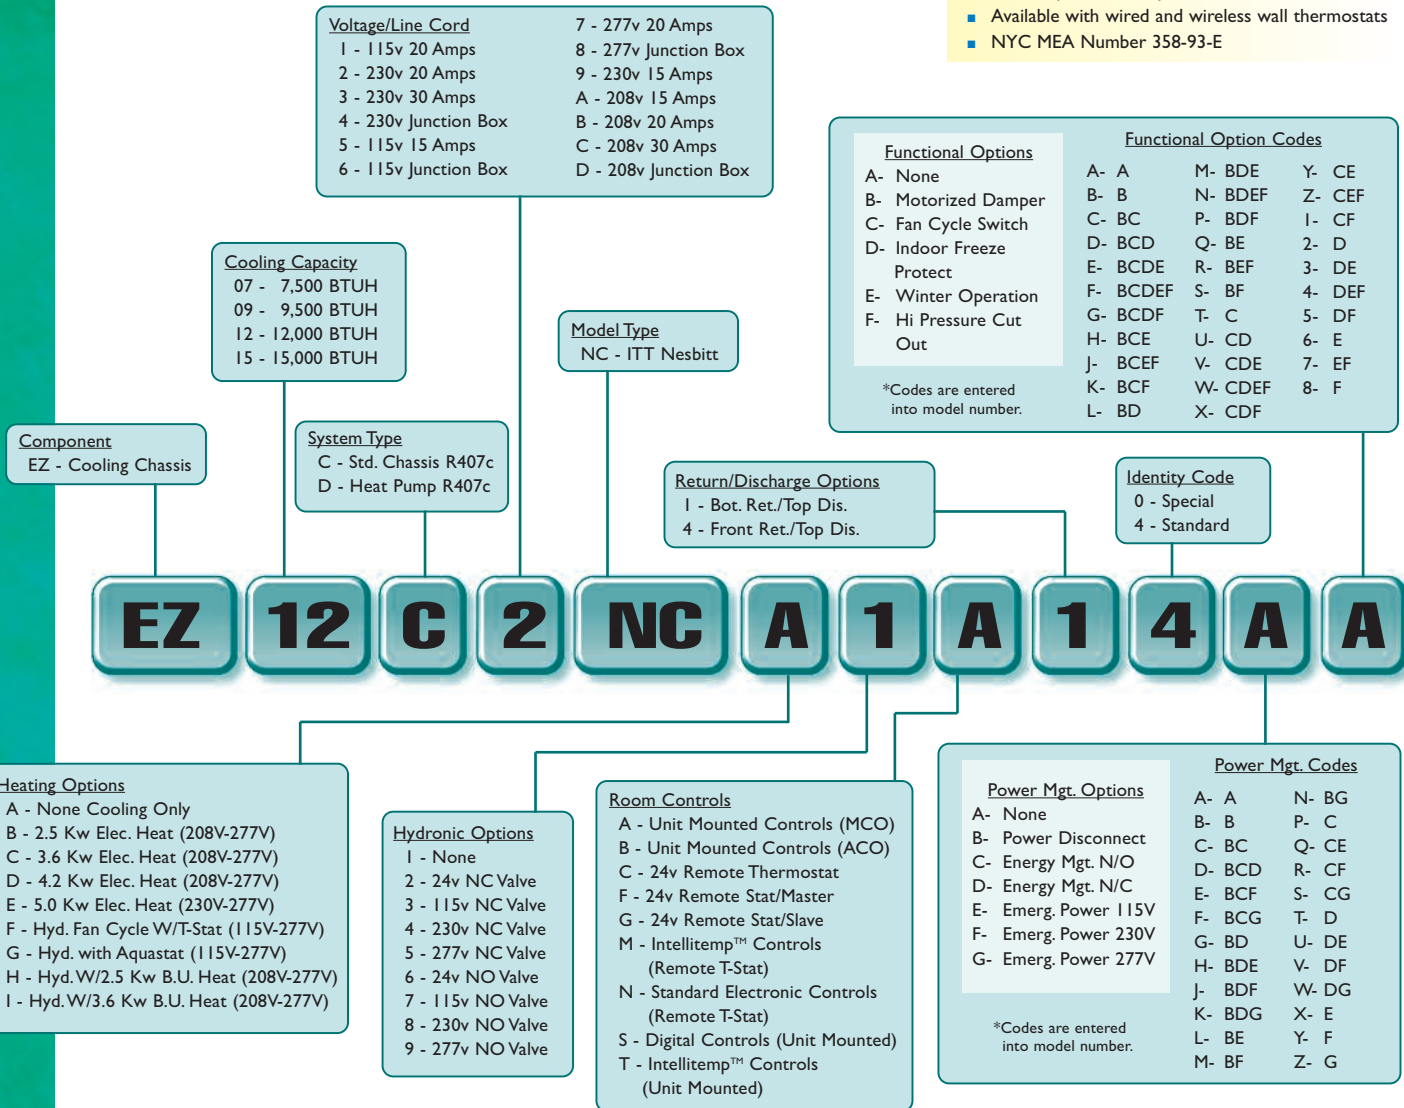 Available with wired and wireless wall thermostats
NYC MEA Number 358-93-E
Voltage/Line Cord
1 - 115v 20 Amps
2 - 230v 20 Amps
3 - 230v 30 Amps
4 - 230v Junction Box
5 - 115v 15 Amps
6 - 115v Junction Box
7 - 277v 20 Amps
8 - 277v Junction Box
9 - 230v 15 Amps
A - 208v 15 Amps
B - 208v 20 Amps
C - 208v 30 Amps
D - 208v Junction Box
Functional Options
A- None
B- Motorized Damper
C- Fan Cycle Switch
D- Indoor Freeze
Protect
E- Winter Operation
F- Hi Pressure Cut
Out
*Codes are entered
into model number.
Functional Option Codes
A- A
B- B
C- BC
D- BCD
E- BCDE
F- BCDEF
G- BCDF
H- BCE
J- BCEF
K- BCF
L- BD
M- BDE
N- BDEF
P- BDF
Q- BE
R- BEF
S- BF
T- C
U- CD
V- CDE
W- CDEF
X- CDF
Y- CE
Z- CEF
1- CF
2- D
3- DE
4- DEF
5- DF
6- E
7- EF
8- F
Cooling Capacity
07 - 7,500 BTUH
09 - 9,500 BTUH
12 - 12,000 BTUH
15 - 15,000 BTUH
Model Type
NC - ITT Nesbitt
Component
EZ - Cooling Chassis
System Type
C - Std. Chassis R407c
D - Heat Pump R407c
Return/Discharge Options
1 - Bot. Ret./Top Dis.
4 - Front Ret./Top Dis.
Identity Code
0 - Special
4 - Standard
EZ 12 C 2 NC A 1 A 1 4 A A
Heating Options
A - None Cooling Only
B - 2.5 Kw Elec. Heat (208V-277V)
C - 3.6 Kw Elec. Heat (208V-277V)
D - 4.2 Kw Elec. Heat (208V-277V)
E - 5.0 Kw Elec. Heat (230V-277V)
F - Hyd. Fan Cycle W/T-Stat (115V-277V)
G - Hyd. with Aquastat (115V-277V)
H - Hyd. W/2.5 Kw B.U. Heat (208V-277V)
I - Hyd. W/3.6 Kw B.U. Heat (208V-277V)
Hydronic Options
1 - None
2 - 24v NC Valve
3 - 115v NC Valve
4 - 230v NC Valve
5 - 277v NC Valve
6 - 24v NO Valve
7 - 115v NO Valve
8 - 230v NO Valve
9 - 277v NO Valve
Room Controls
A - Unit Mounted Controls (MCO)
B - Unit Mounted Controls (ACO)
C - 24v Remote Thermostat
F - 24v Remote Stat/Master
G - 24v Remote Stat/Slave
M - Intellitemp™ Controls
(Remote T-Stat)
N - Standard Electronic Controls
(Remote T-Stat)
S - Digital Controls (Unit Mounted)
T - Intellitemp™ Controls
(Unit Mounted)
Power Mgt. Options
A- None
B- Power Disconnect
C- Energy Mgt. N/O
D- Energy Mgt. N/C
E- Emerg. Power 115V
F- Emerg. Power 230V
G- Emerg. Power 277V
*Codes are entered
into model number.
Power Mgt. Codes
A- A
B- B
C- BC
D- BCD
E- BCF
F- BCG
G- BD
H- BDE
J- BDF
K- BDG
L- BE
M- BF
N- BG
P- C
Q- CE
R- CF
S- CG
T- D
U- DE
V- DF
W- DG
X- E
Y- F
Z- G